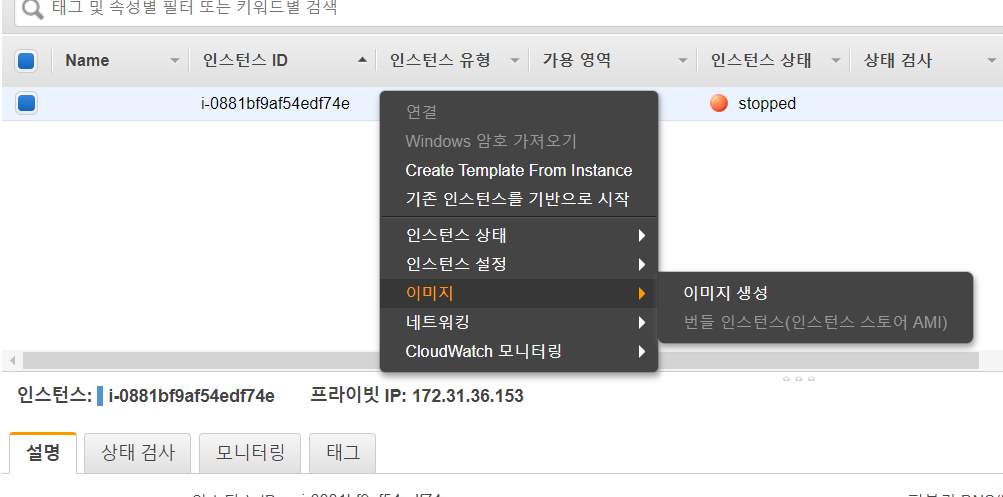 태그 및 속성별 필터 또는 키워드별 검색
Name 인스턴스 ID 인스턴스 유형 가용 영역 인스턴스 상태 상태 검사
i-0881bf9af54edf74e stopped
연결
Windows 암호 가져오기
Create Template From Instance
기존 인스턴스를 기반으로 시작
인스턴스 상태
인스턴스 설정
이미지
이미지 생성
번들 인스턴스(인스턴스 스토어 AMI)
네트워킹
CloudWatch 모니터링
인스턴스: i-0881bf9af54edf74e 프라이빗 IP: 172.31.36.153
설명 상태 검사 모니터링 태그